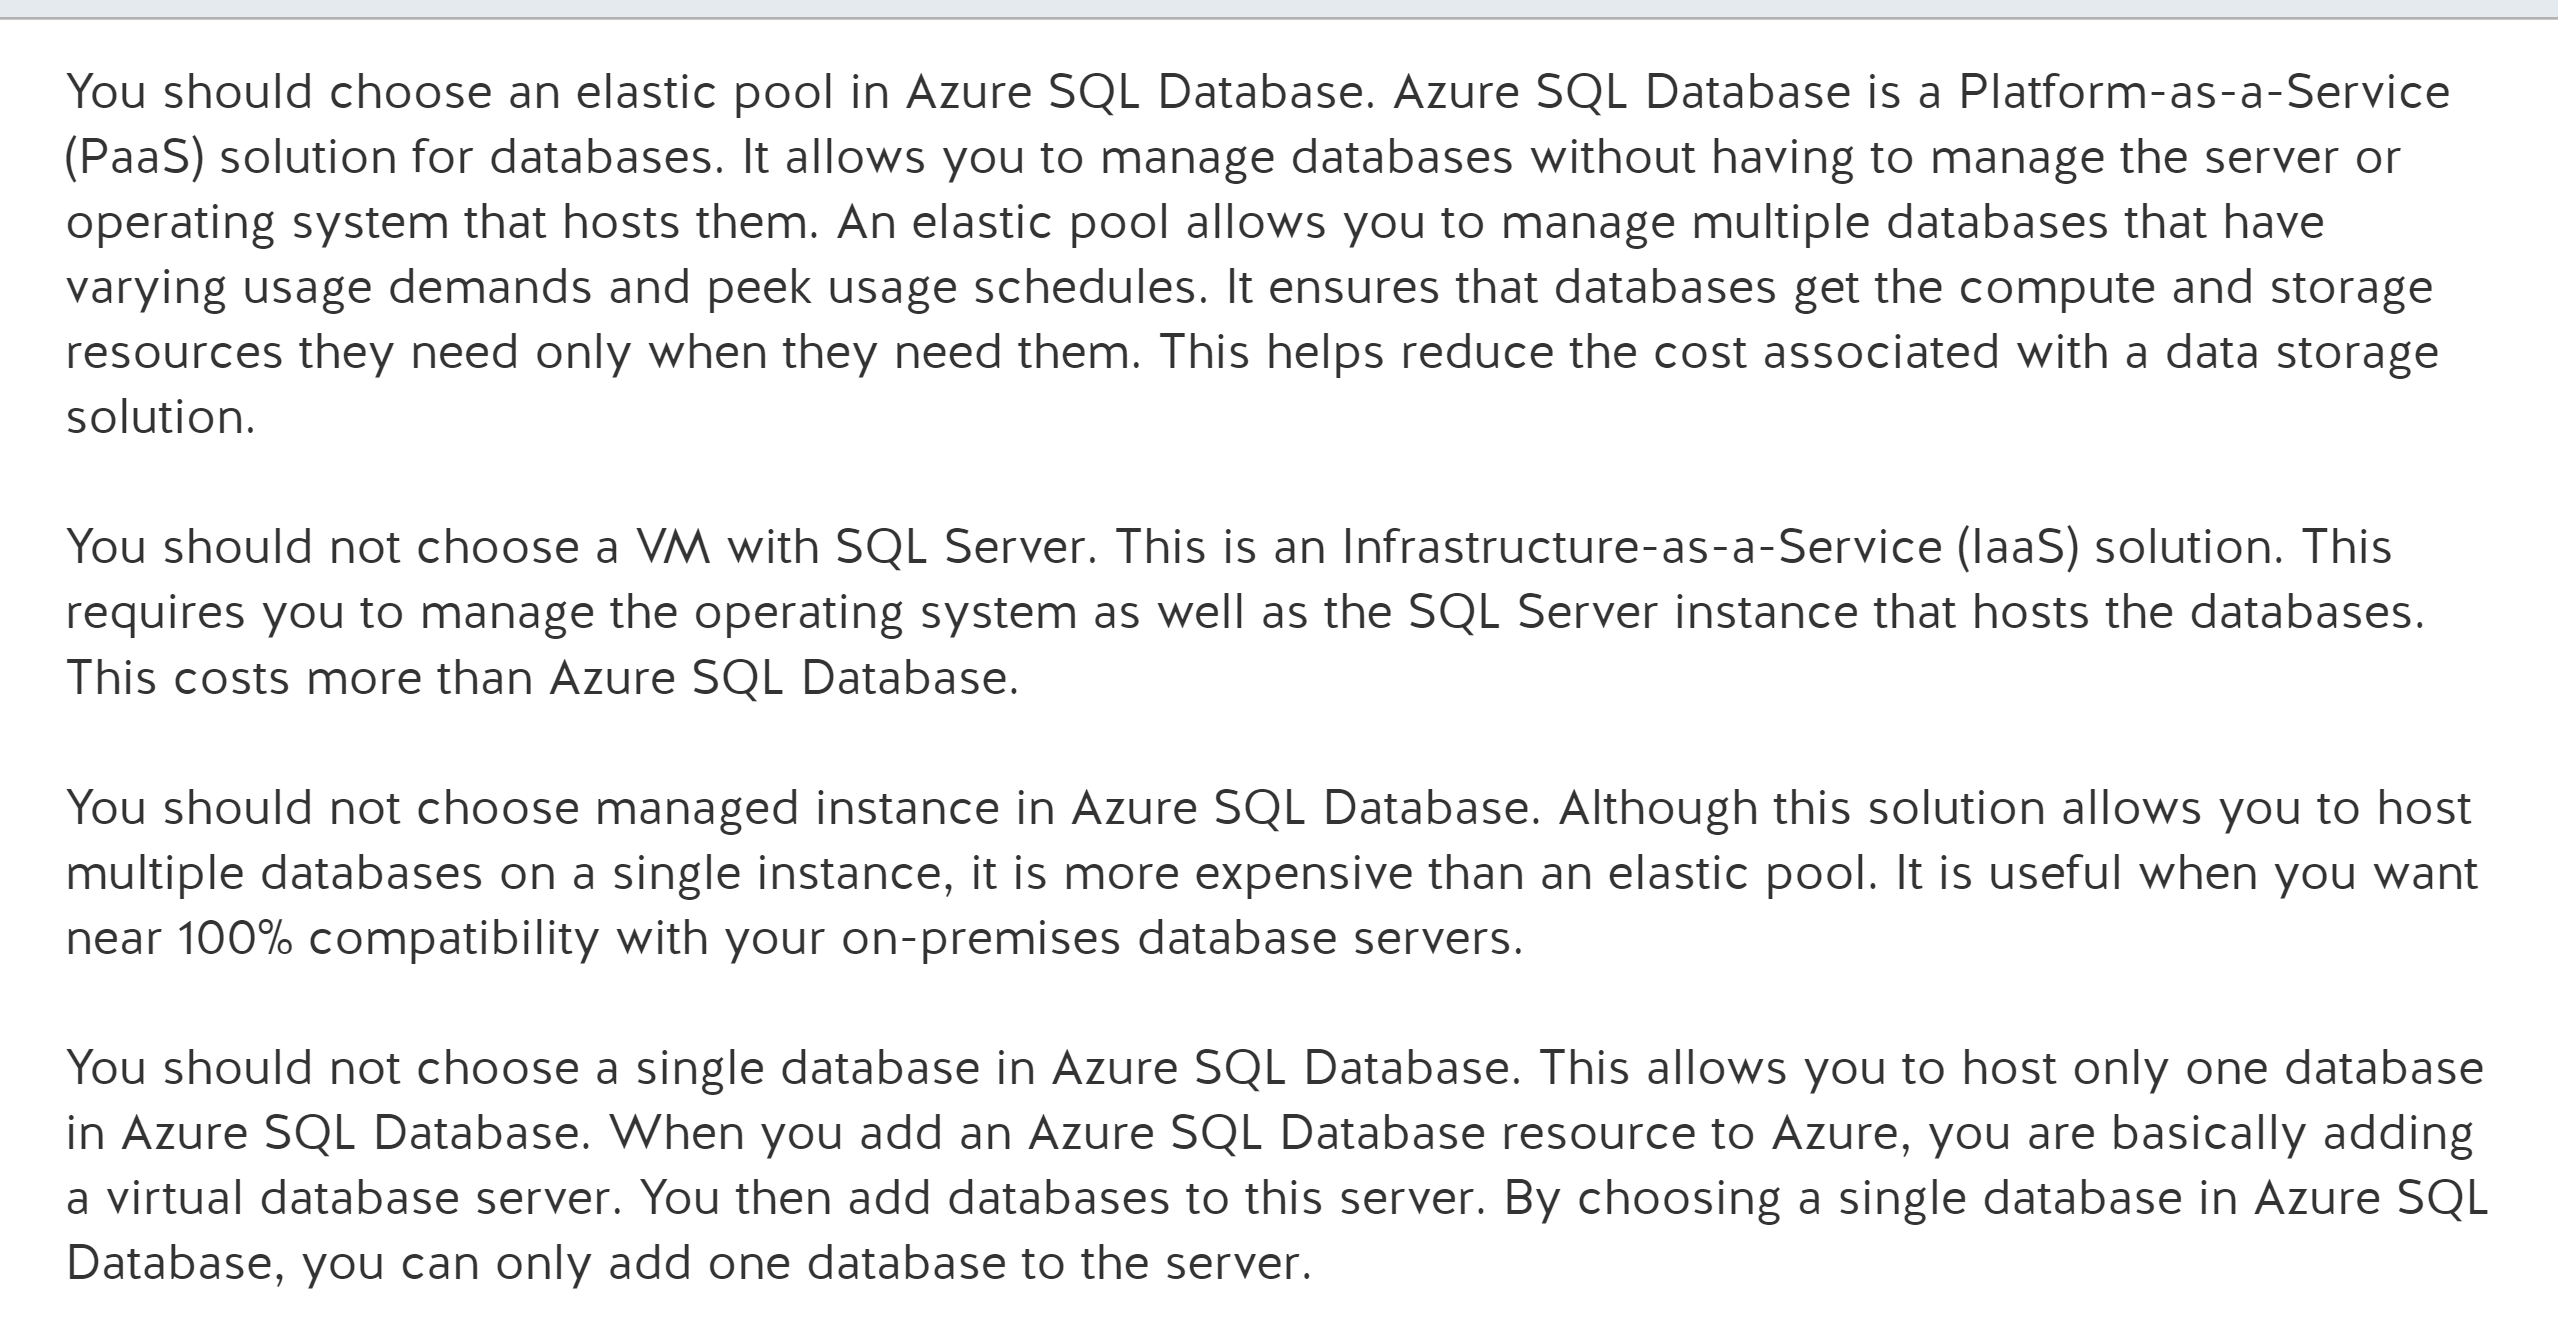 You should choose an elastic pool in Azure SQL Database. Azure SQL Database is a Platform-as-a-Service
(PaaS) solution for databases. It allows you to manage databases without having to manage the server or
operating system that hosts them. An elastic pool allows you to manage multiple databases that have
varying usage demands and peek usage schedules. It ensures that databases get the compute and storage
resources they need only when they need them. This helps reduce the cost associated with a data storage
solution.
You should not choose a VM with SQL Server. This is an Infrastructure-as-a-Service (IaaS) solution. This
requires you to manage the operating system as well as the SQL Server instance that hosts the databases.
This costs more than Azure SQL Database.
You should not choose managed instance in Azure SQL Database. Although this solution allows you to host
multiple databases on a single instance, it is more expensive than an elastic pool. It is useful when you want
near 100% compatibility with your on-premises database servers.
You should not choose a single database in Azure SQL Database. This allows you to host only one database
in Azure SQL Database. When you add an Azure SQL Database resource to Azure, you are basically adding
a virtual database server. You then add databases to this server. By choosing a single database in Azure SQL
Database, you can only add one database to the server.